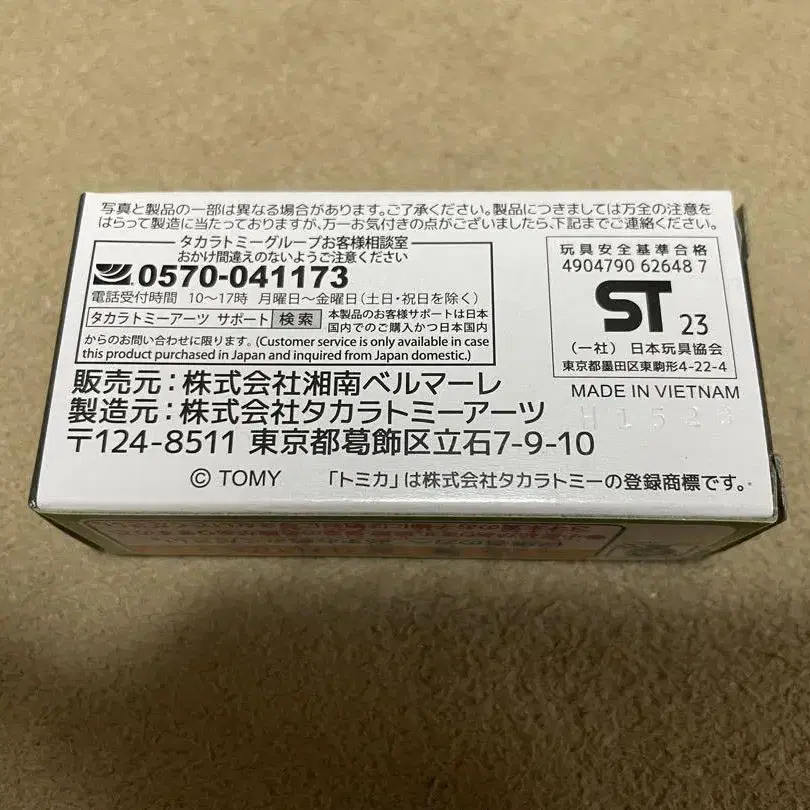 写真と製品の一部は異なる場合があります。ご了承ください。製品につきましては万全の注意を
はらって製造に当たっておりますが、万一お気付きの点がございましたら、下記までご連絡ください。
タカラトミーグループお客様相談室
おかけ間違えのないようご注意ください
0570-041173
電話受付時間 10〜17時 月曜日〜金曜日(土日・祝日を除く)
タカラトミーアーツ サポート 検索 本製品のお客様サポートは日本
国内でのご購入かつ日本国内
からのお問い合わせに限ります。(Customer service is only available in case
this product purchased in Japan and inquired from Japan domestic.)
販売元:株式会社湘南ベルマーレ
製造元:株式会社タカラトミーアーツ
〒124-8511 東京都葛飾区立石7-9-10
© TOMY 「トミカ」は株式会社タカラトミーの登録商標です。
玩具安全基準合格
4904790 62648 7
ST 23
(一社) 日本玩具協会
東京都墨田区東駒形4-22-4
MADE IN VIETNAM